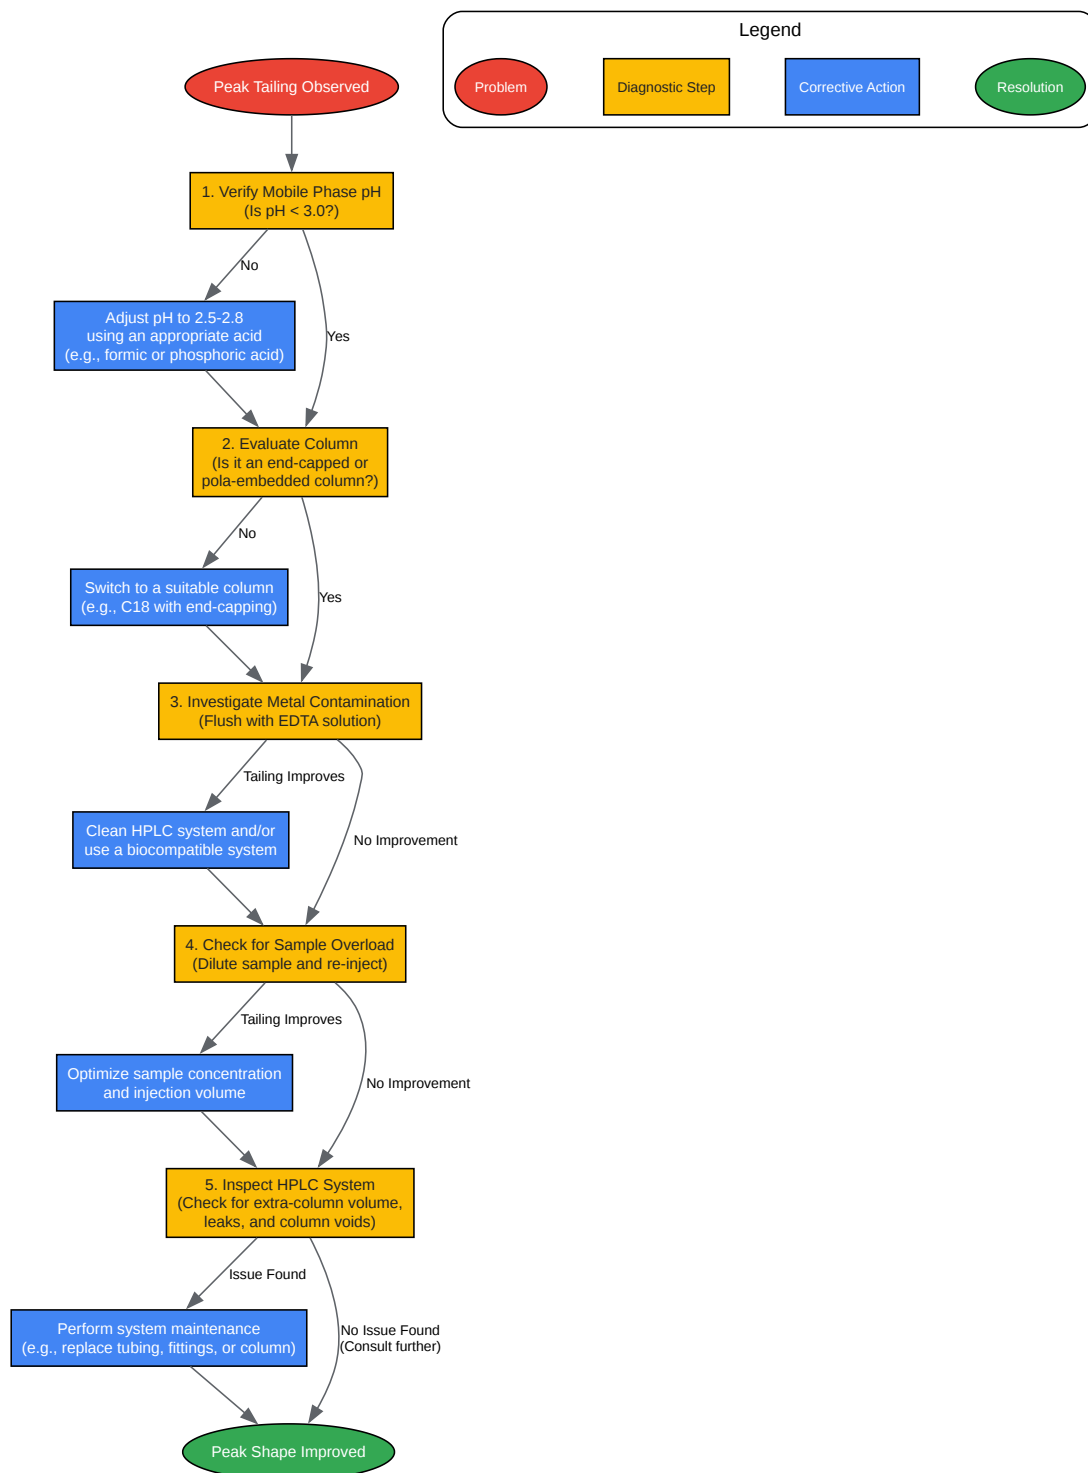 Legend
Problem
Diagnostic Step
Corrective Action
Resolution
Peak Tailing Observed
1. Verify Mobile Phase pH
(Is pH < 3.0?)
No
Yes
Adjust pH to 2.5-2.8
using an appropriate acid
(e.g., formic or phosphoric acid)
2. Evaluate Column
(Is it an end-capped or
pola-embedded column?)
No
Yes
Switch to a suitable column
(e.g., C18 with end-capping)
3. Investigate Metal Contamination
(Flush with EDTA solution)
Tailing Improves
No Improvement
Clean HPLC system and/or
use a biocompatible system
4. Check for Sample Overload
(Dilute sample and re-inject)
Tailing Improves
No Improvement
Optimize sample concentration
and injection volume
5. Inspect HPLC System
(Check for extra-column volume,
leaks, and column voids)
Issue Found
No Issue Found
(Consult further)
Perform system maintenance
(e.g., replace tubing, fittings, or column)
Peak Shape Improved